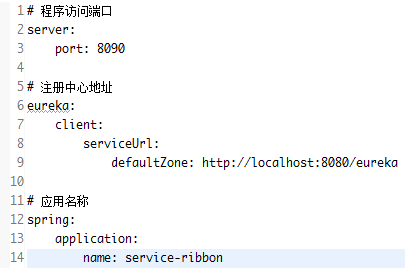 1 # 程序访问端口
2 server:
3     port: 8090
4
5 # 注册中心地址
6 eureka:
7     client:
8         serviceUrl:
9             defaultZone: http://localhost:8080/eureka
10
11 # 应用名称
12 spring:
13     application:
14         name: service-ribbon